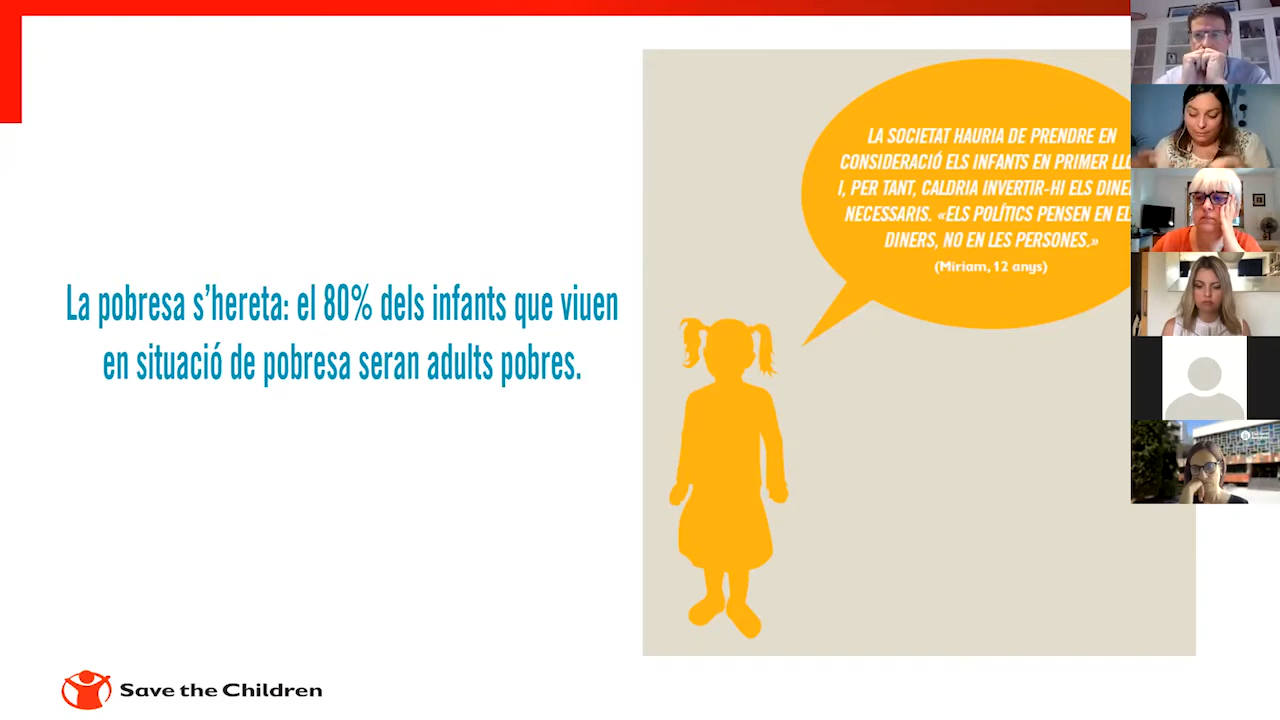 LA SOCIETAT HAURIA DE PRENDRE EN
CONSIDERACIÓ ELS INFANTS EN PRIMER
I, PER TANT, CALDRIA INVERTIR-HI ELS
NECESSARIS. «ELS POLÍTICS PENSEN EN
DINERS, NO EN LES PERSONES.»
(Miriam, 12 anys)
La pobresa s'hereta: el 80% dels infants que viuen
en situació de pobresa seran adults pobres.
Save the Children